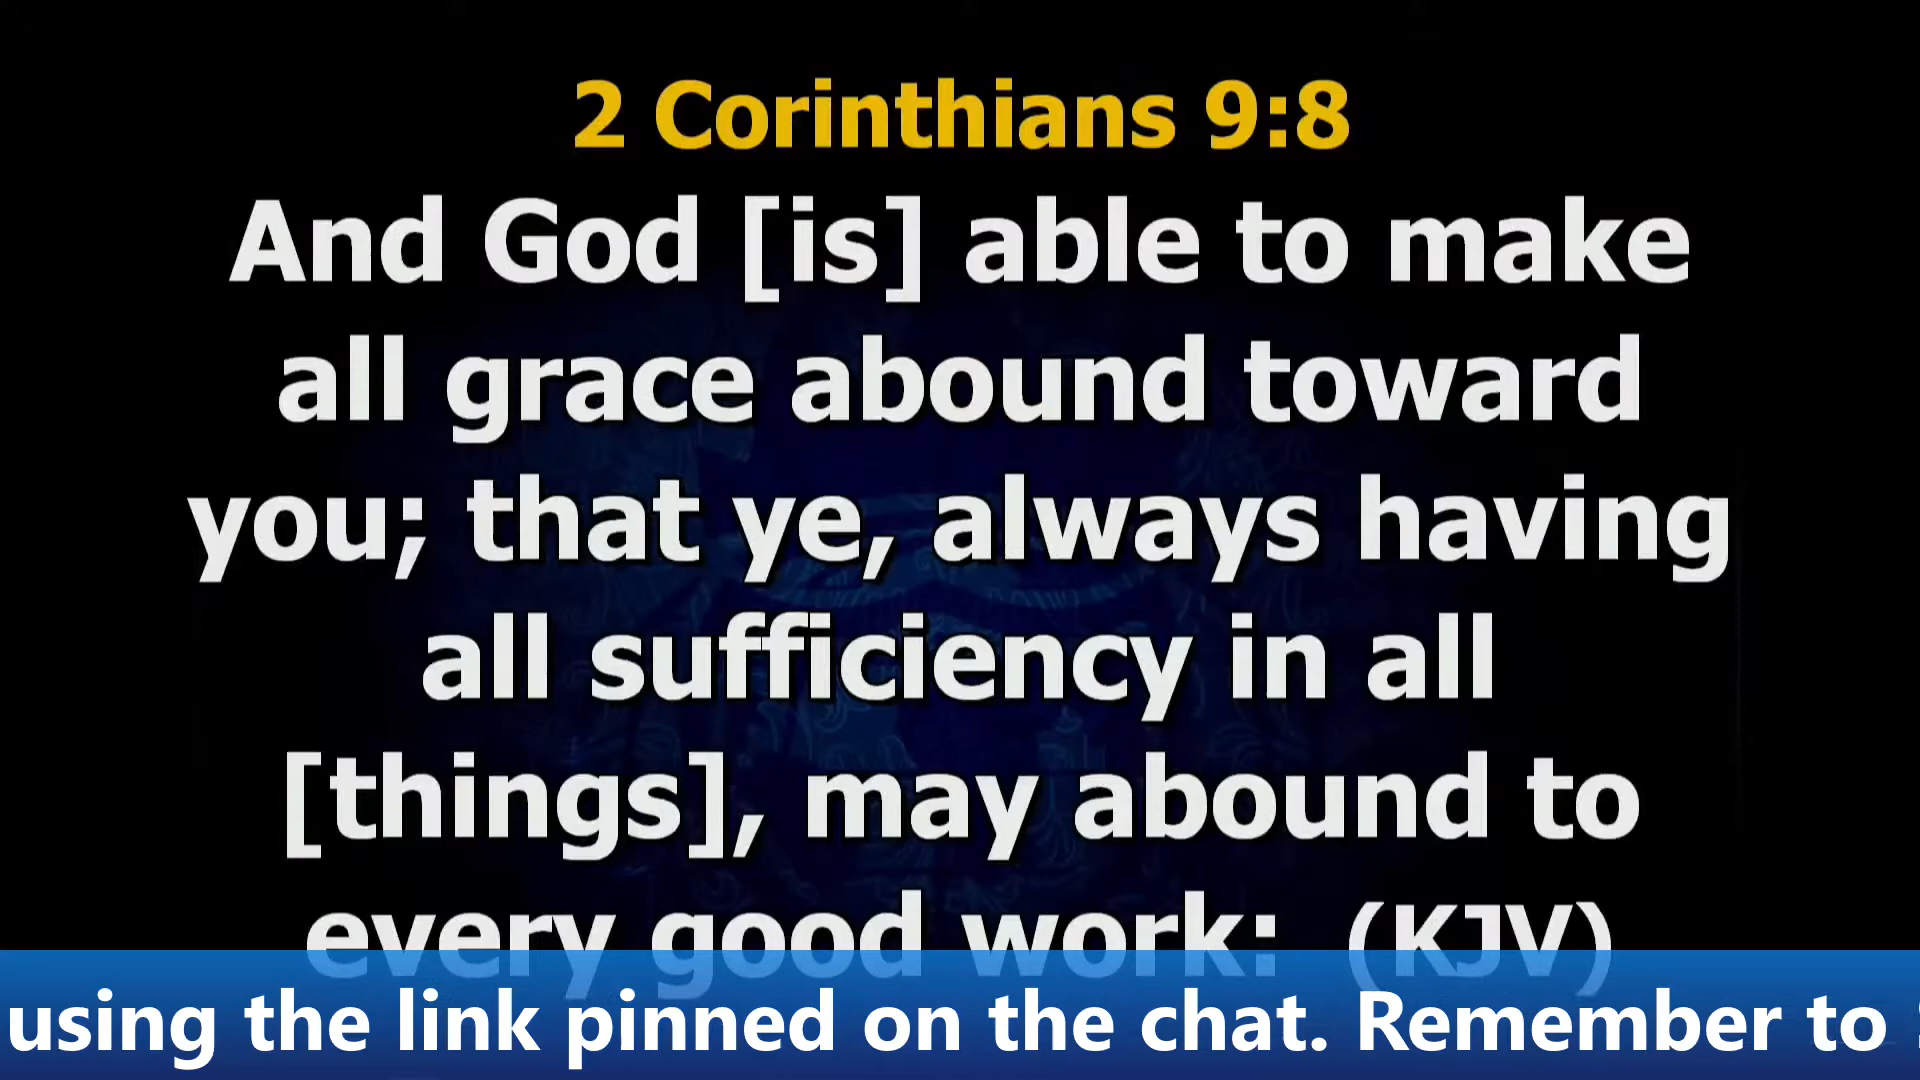 2 Corinthians 9:8
And God [is] able to make
all grace abound toward
you; that ye, always having
all sufficiency in all
[things], may abound to
every good work: (KJV)
using the link pinned on the chat. Remember to